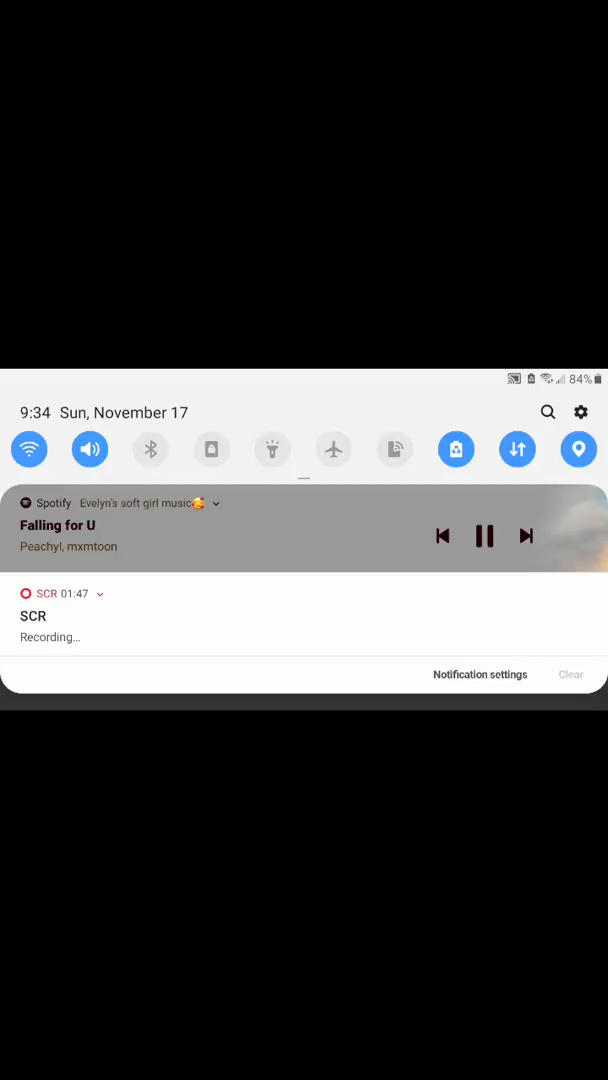 84%
9:34 Sun, November 17
Spotify Evelyn's soft girl music🥰
Falling for U
Peachy!, mxmtoon
SCR 01:47
SCR
Recording...
Notification settings Clear